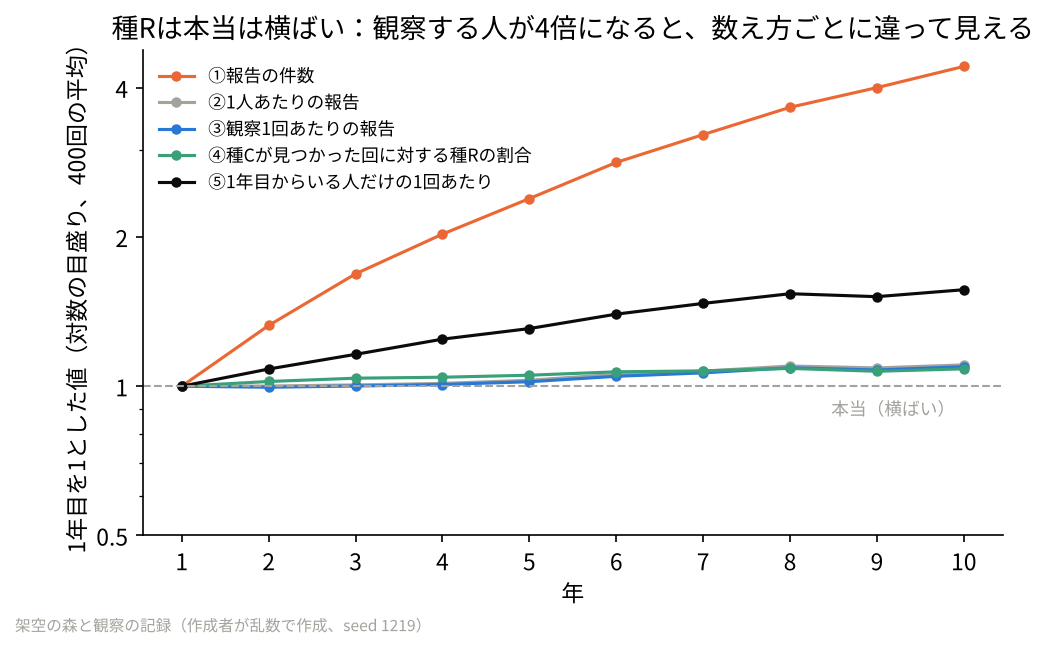 種Rは本当は横ばい：観察する人が4倍になると、数え方ごとに違って見える
1年目を1とした値（対数の目盛り、400回の平均）
4
2
1
0.5
①報告の件数
②1人あたりの報告
③観察1回あたりの報告
④種Cが見つかった回に対する種Rの割合
⑤1年目からいる人だけの1回あたり
本当（横ばい）
1 2 3 4 5 6 7 8 9 10
年
架空の森と観察の記録（作成者が乱数で作成、seed 1219）